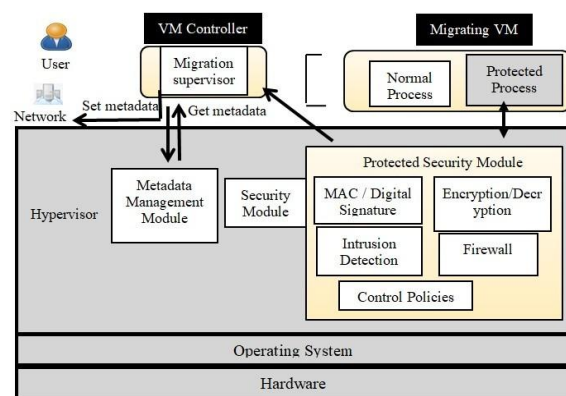 VM Controller
Migrating VM
User
Migration
supervisor
Normal
Process
Protected
Process
Network
Set metadata
Get metadata
Hypervisor
Metadata
Management
Module
Security
Module
Protected Security Module
MAC / Digital
Signature
Encryption/Decr
yption
Intrusion
Detection
Firewall
Control Policies
Operating System
Hardware